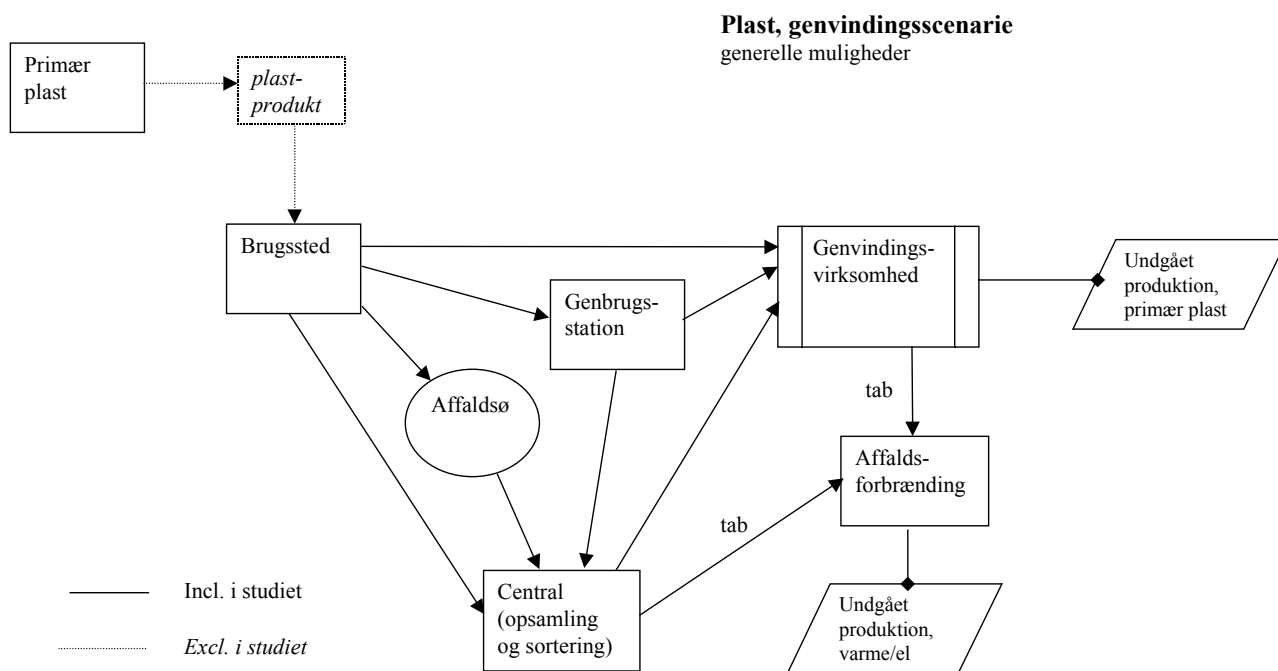 Plast, genvindingsscenarie
generelle muligheder
Primær
plast
plast-
produkt
Brugssted
Genvindings-
virksomhed
Undgået
produktion,
primær plast
Genbrugs-
station
Affaldsø
tab
Affalds-
forbrænding
tab
Central
(opsamling
og sortering)
Undgået
produktion,
varme/el
Incl. i studiet
Excl. i studiet